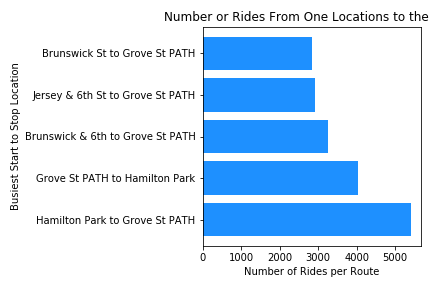 Number or Rides From One Locations to the
Busiest Start to Stop Location
Brunswick St to Grove St PATH
Jersey & 6th St to Grove St PATH
Brunswick & 6th to Grove St PATH
Grove St PATH to Hamilton Park
Hamilton Park to Grove St PATH
0 1000 2000 3000 4000 5000
Number of Rides per Route